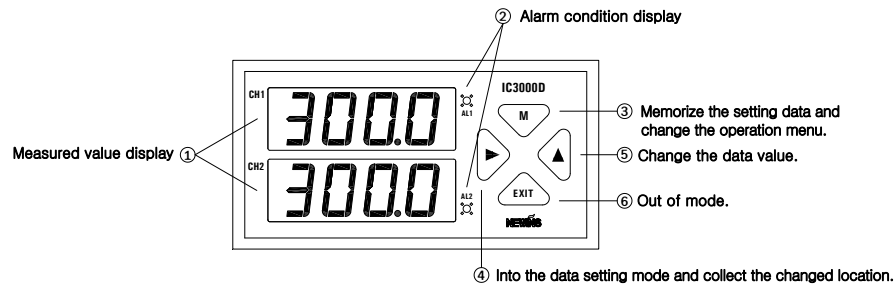 ② Alarm condition display
IC3000D
CH1
300.0
AL1
M
③ Memorize the setting data and
change the operation menu.
Measured value display ①
⑤ Change the data value.
CH2
300.0
AL2
EXIT
⑥ Out of mode.
NEWINS
④ Into the data setting mode and collect the changed location.